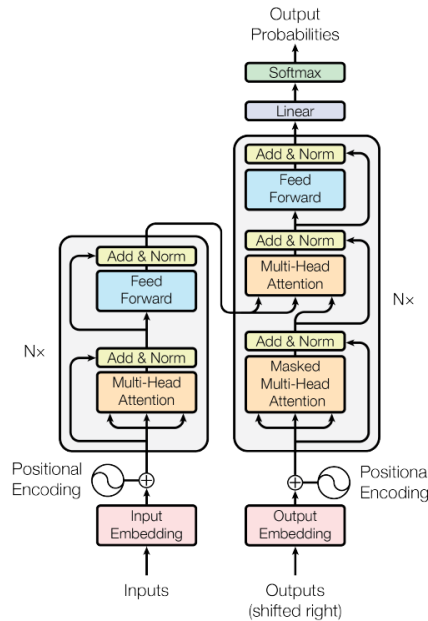 Output
Probabilities
Softmax
Linear
Add & Norm
Feed
Forward
Add & Norm
Multi-Head
Attention
Add & Norm
Masked
Multi-Head
Attention
N×
Add & Norm
Feed
Forward
Add & Norm
Multi-Head
Attention
N×
Positional
Encoding
Positiona
Encoding
Input
Embedding
Output
Embedding
Inputs
Outputs
(shifted right)